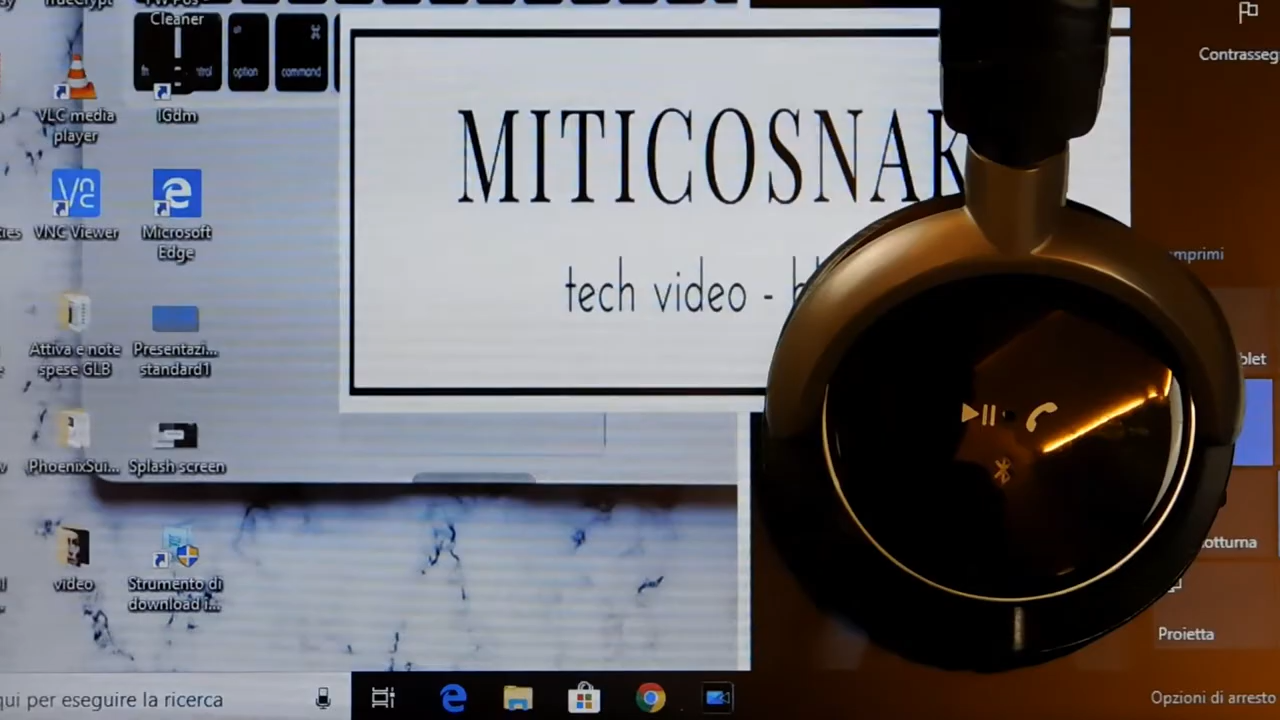 Cleaner
option
command
VLC media
player
IGdm
VNC Viewer
Microsoft
Edge
Attiva e note
spese GLB
Presentazi...
standard1
PhoenixSui...
Splash screen
video
Strumento di
download i...
qui per eseguire la ricerca
MITICOSNAK
tech video - b
Contrasseg
omprimi
blet
otturna
Proietta
Opzioni di arresto